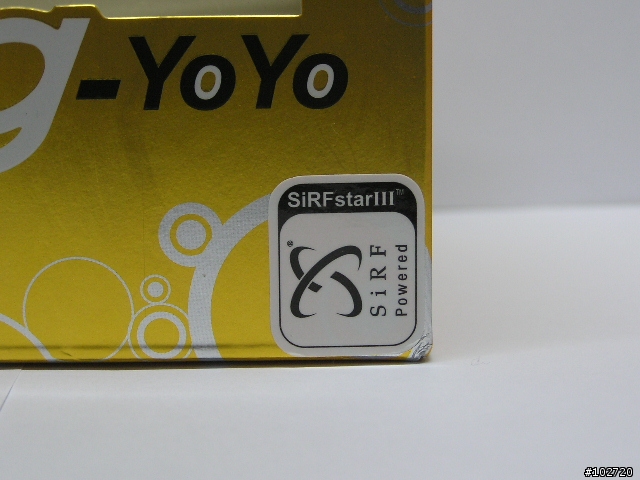 g-YoYo
SiRFstarIII™
®
SiRF
Powered
#102720